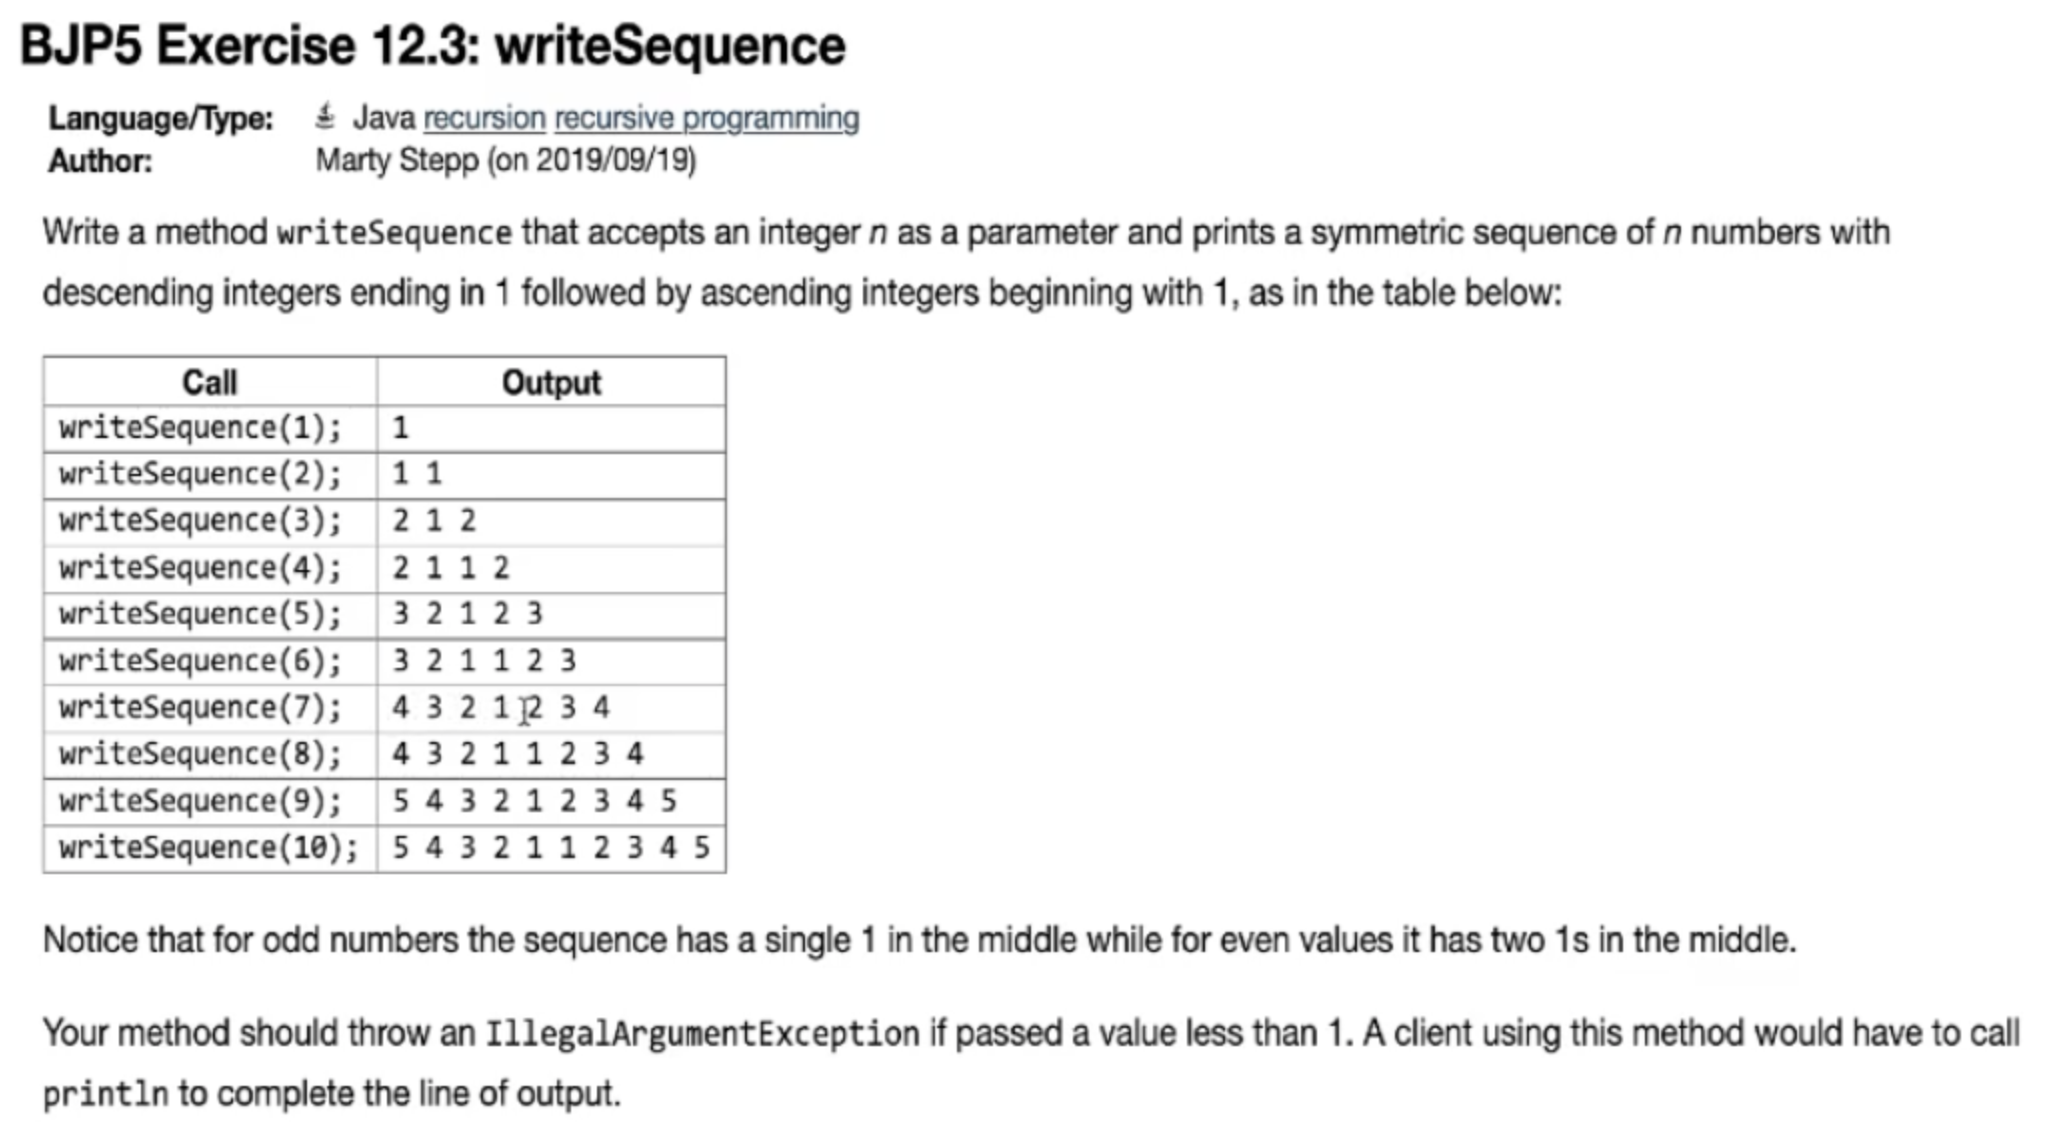 BJP5 Exercise 12.3: writeSequence
Language/Type: Java recursion recursive programming
Author: Marty Stepp (on 2019/09/19)
Write a method writeSequence that accepts an integer n as a parameter and prints a symmetric sequence of n numbers with
descending integers ending in 1 followed by ascending integers beginning with 1, as in the table below:
Call Output
writeSequence(1); 1
writeSequence(2); 1 1
writeSequence(3); 2 1 2
writeSequence(4); 2 1 1 2
writeSequence(5); 3 2 1 2 3
writeSequence(6); 3 2 1 1 2 3
writeSequence(7); 4 3 2 1 2 3 4
writeSequence(8); 4 3 2 1 1 2 3 4
writeSequence(9); 5 4 3 2 1 2 3 4 5
writeSequence(10); 5 4 3 2 1 1 2 3 4 5
Notice that for odd numbers the sequence has a single 1 in the middle while for even values it has two 1s in the middle.
Your method should throw an IllegalArgumentException if passed a value less than 1. A client using this method would have to call
println to complete the line of output.